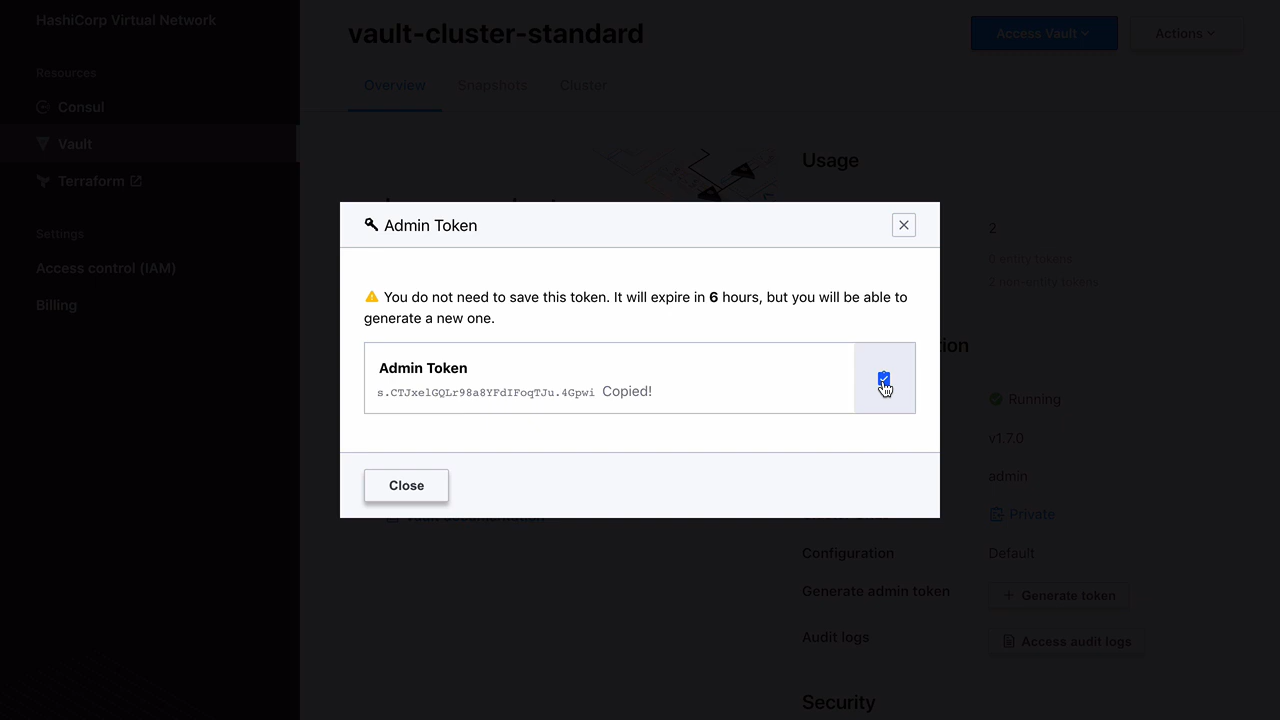 HashiCorp Virtual Network
Resources
Consul
Vault
Terraform
Settings
Access control (IAM)
Billing
vault-cluster-standard
Access Vault
Actions
Overview
Snapshots
Cluster
Usage
2
0 entity tokens
2 non-entity tokens
Admin Token
You do not need to save this token. It will expire in 6 hours, but you will be able to
generate a new one.
Admin Token
s.CTJxelGQLr98a8YFdIFoqTJu.4Gpwi Copied!
Close
Running
v1.7.0
admin
Private
Configuration
Default
Generate admin token
Generate token
Audit logs
Access audit logs
Security